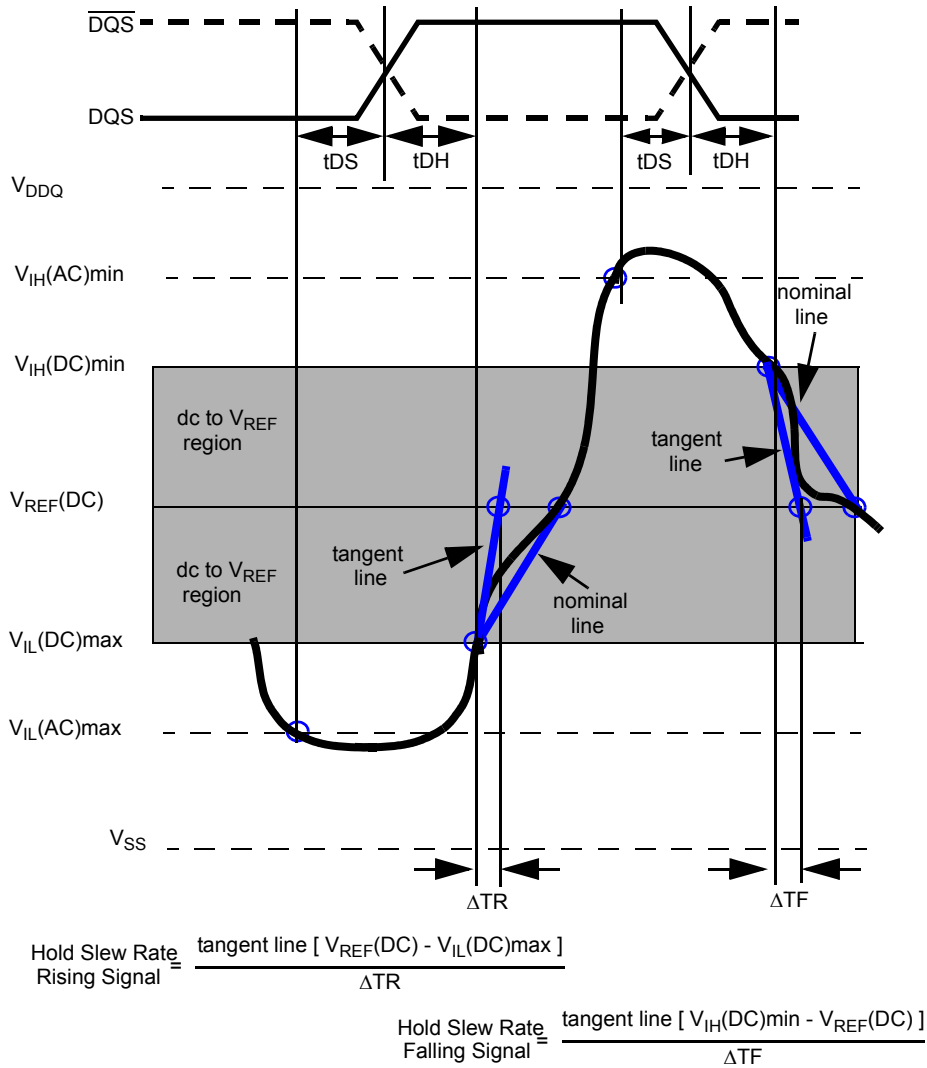 DQS
DQS
tDS tDH tDS tDH
VDDQ
VIH(AC)min
nominal
line
VIH(DC)min
dc to VREF
region
tangent
line
VREF(DC)
tangent
line
dc to VREF
region
nominal
line
VIL(DC)max
VIL(AC)max
VSS
ΔTR ΔTF
Hold Slew Rate
Rising Signal
=
tangent line [ VREF(DC) - VIL(DC)max ]
ΔTR
Hold Slew Rate
Falling Signal
=
tangent line [ VIH(DC)min - VREF(DC) ]
ΔTF